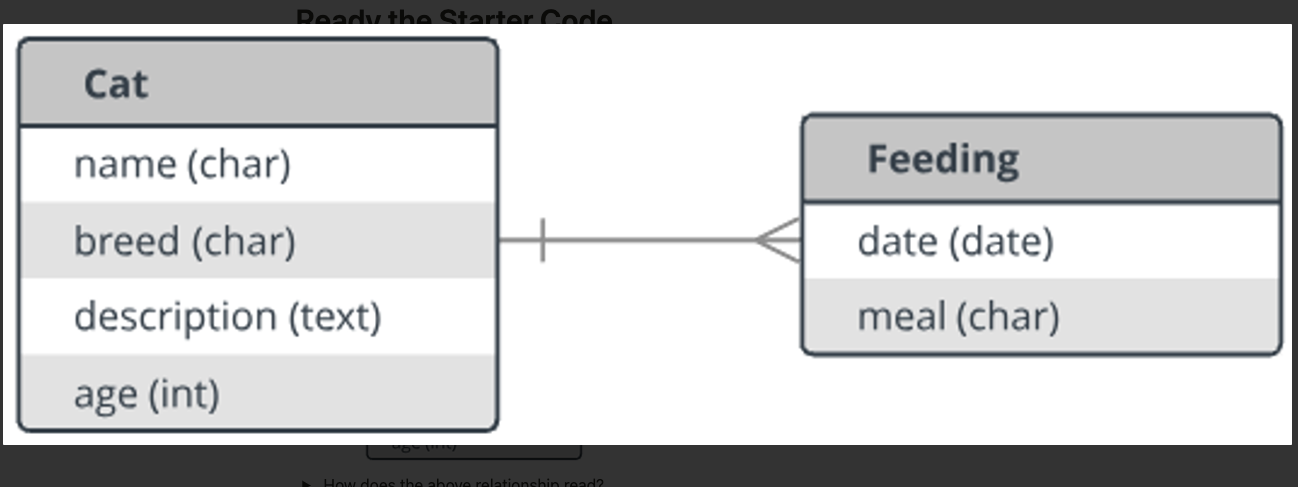 Ready the Starter Code
Cat
name (char)
breed (char)
description (text)
age (int)
Feeding
date (date)
meal (char)
age (int)
How does the above relationship read?